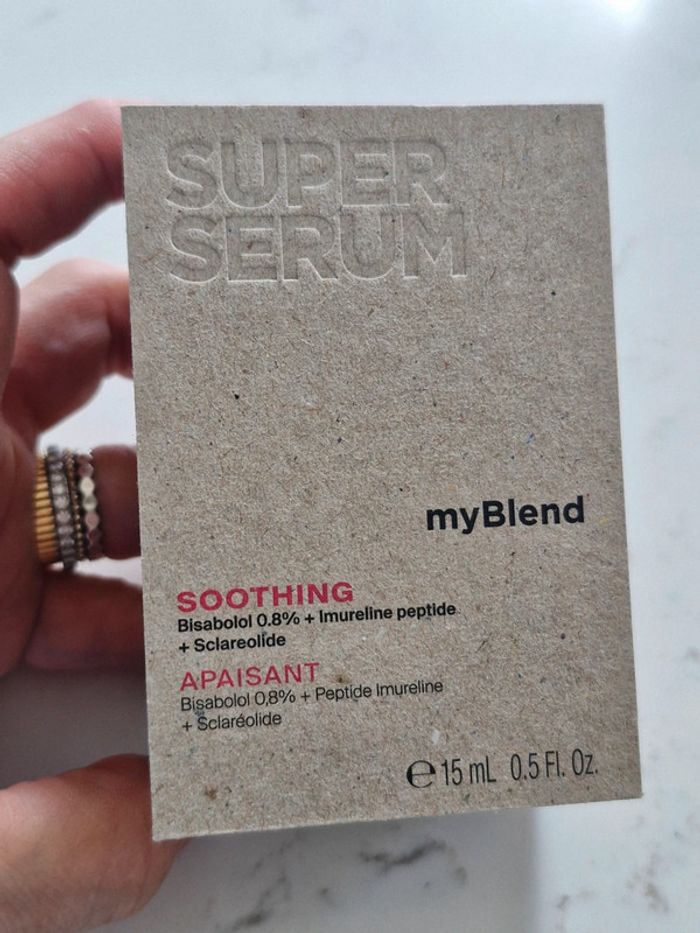 SUPER
SERUM
myBlend
SOOTHING
Bisabolol 0.8% + Imureline peptide
+ Sclareolide
APAISANT
Bisabolol 0,8% + Peptide Imureline
+ Sclaréolide
℮ 15 mL 0.5 Fl. Oz.